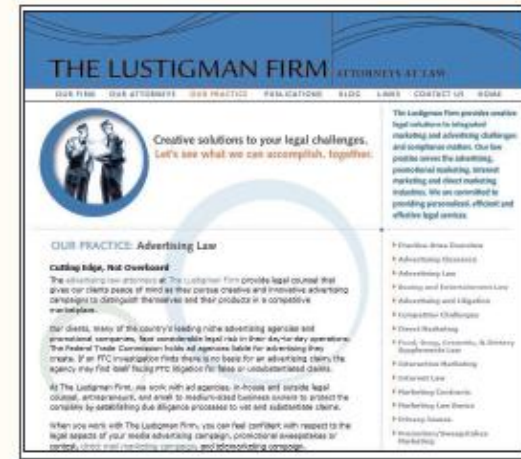 THE LUSTIGMAN FIRM ATTORNEYS AT LAW
OUR FIRM OUR ATTORNEYS OUR PRACTICE PUBLICATIONS BLOG LINKS CONTACT US HOME
Creative solutions to your legal challenges.
Let's see what we can accomplish, together.
The Lustigman Firm provides creative
legal solutions to integrated
marketing and advertising challenges
and compliance matters. Our law
practice serves the advertising,
promotional marketing, internet
marketing and direct marketing
industries. We are committed to
providing personalized, efficient and
effective legal services.
OUR PRACTICE: Advertising Law
Cutting Edge, Not Overboard
The advertising law attorneys at The Lustigman Firm provide legal counsel that
gives our clients peace of mind as they pursue creative and innovative advertising
campaigns to distinguish themselves and their products in a competitive
marketplace.
Our clients, many of the country's leading niche advertising agencies and
promotional companies, face considerable legal risk in their day-to-day operations.
The Federal Trade Commission holds ad agencies liable for advertising they
create. If an FTC investigation finds there is no basis for an advertising claim, the
agency may find itself facing FTC litigation for false or unsubstantiated claims.
At The Lustigman Firm, we work with ad agencies, in-house and outside legal
counsel, entrepreneurs, and small to medium-sized business owners to protect the
company by establishing due diligence processes to vet and substantiate claims.
When you work with The Lustigman Firm, you can feel confident with respect to the
legal aspects of your media advertising campaign, promotional sweepstakes or
contest, direct mail marketing campaign, and telemarketing campaign.
Practice Area Overview
Advertising Clearance
Advertising Law
Beauty and Entertainment Law
Advertising and Litigation
Competitor Challenges
Direct Marketing
Food, Drug, Cosmetic, & Dietary
Supplements Law
Interactive Marketing
Internet Law
Marketing Contracts
Marketing Law Basics
Privacy Issues
Promotion/Sweepstakes
Marketing